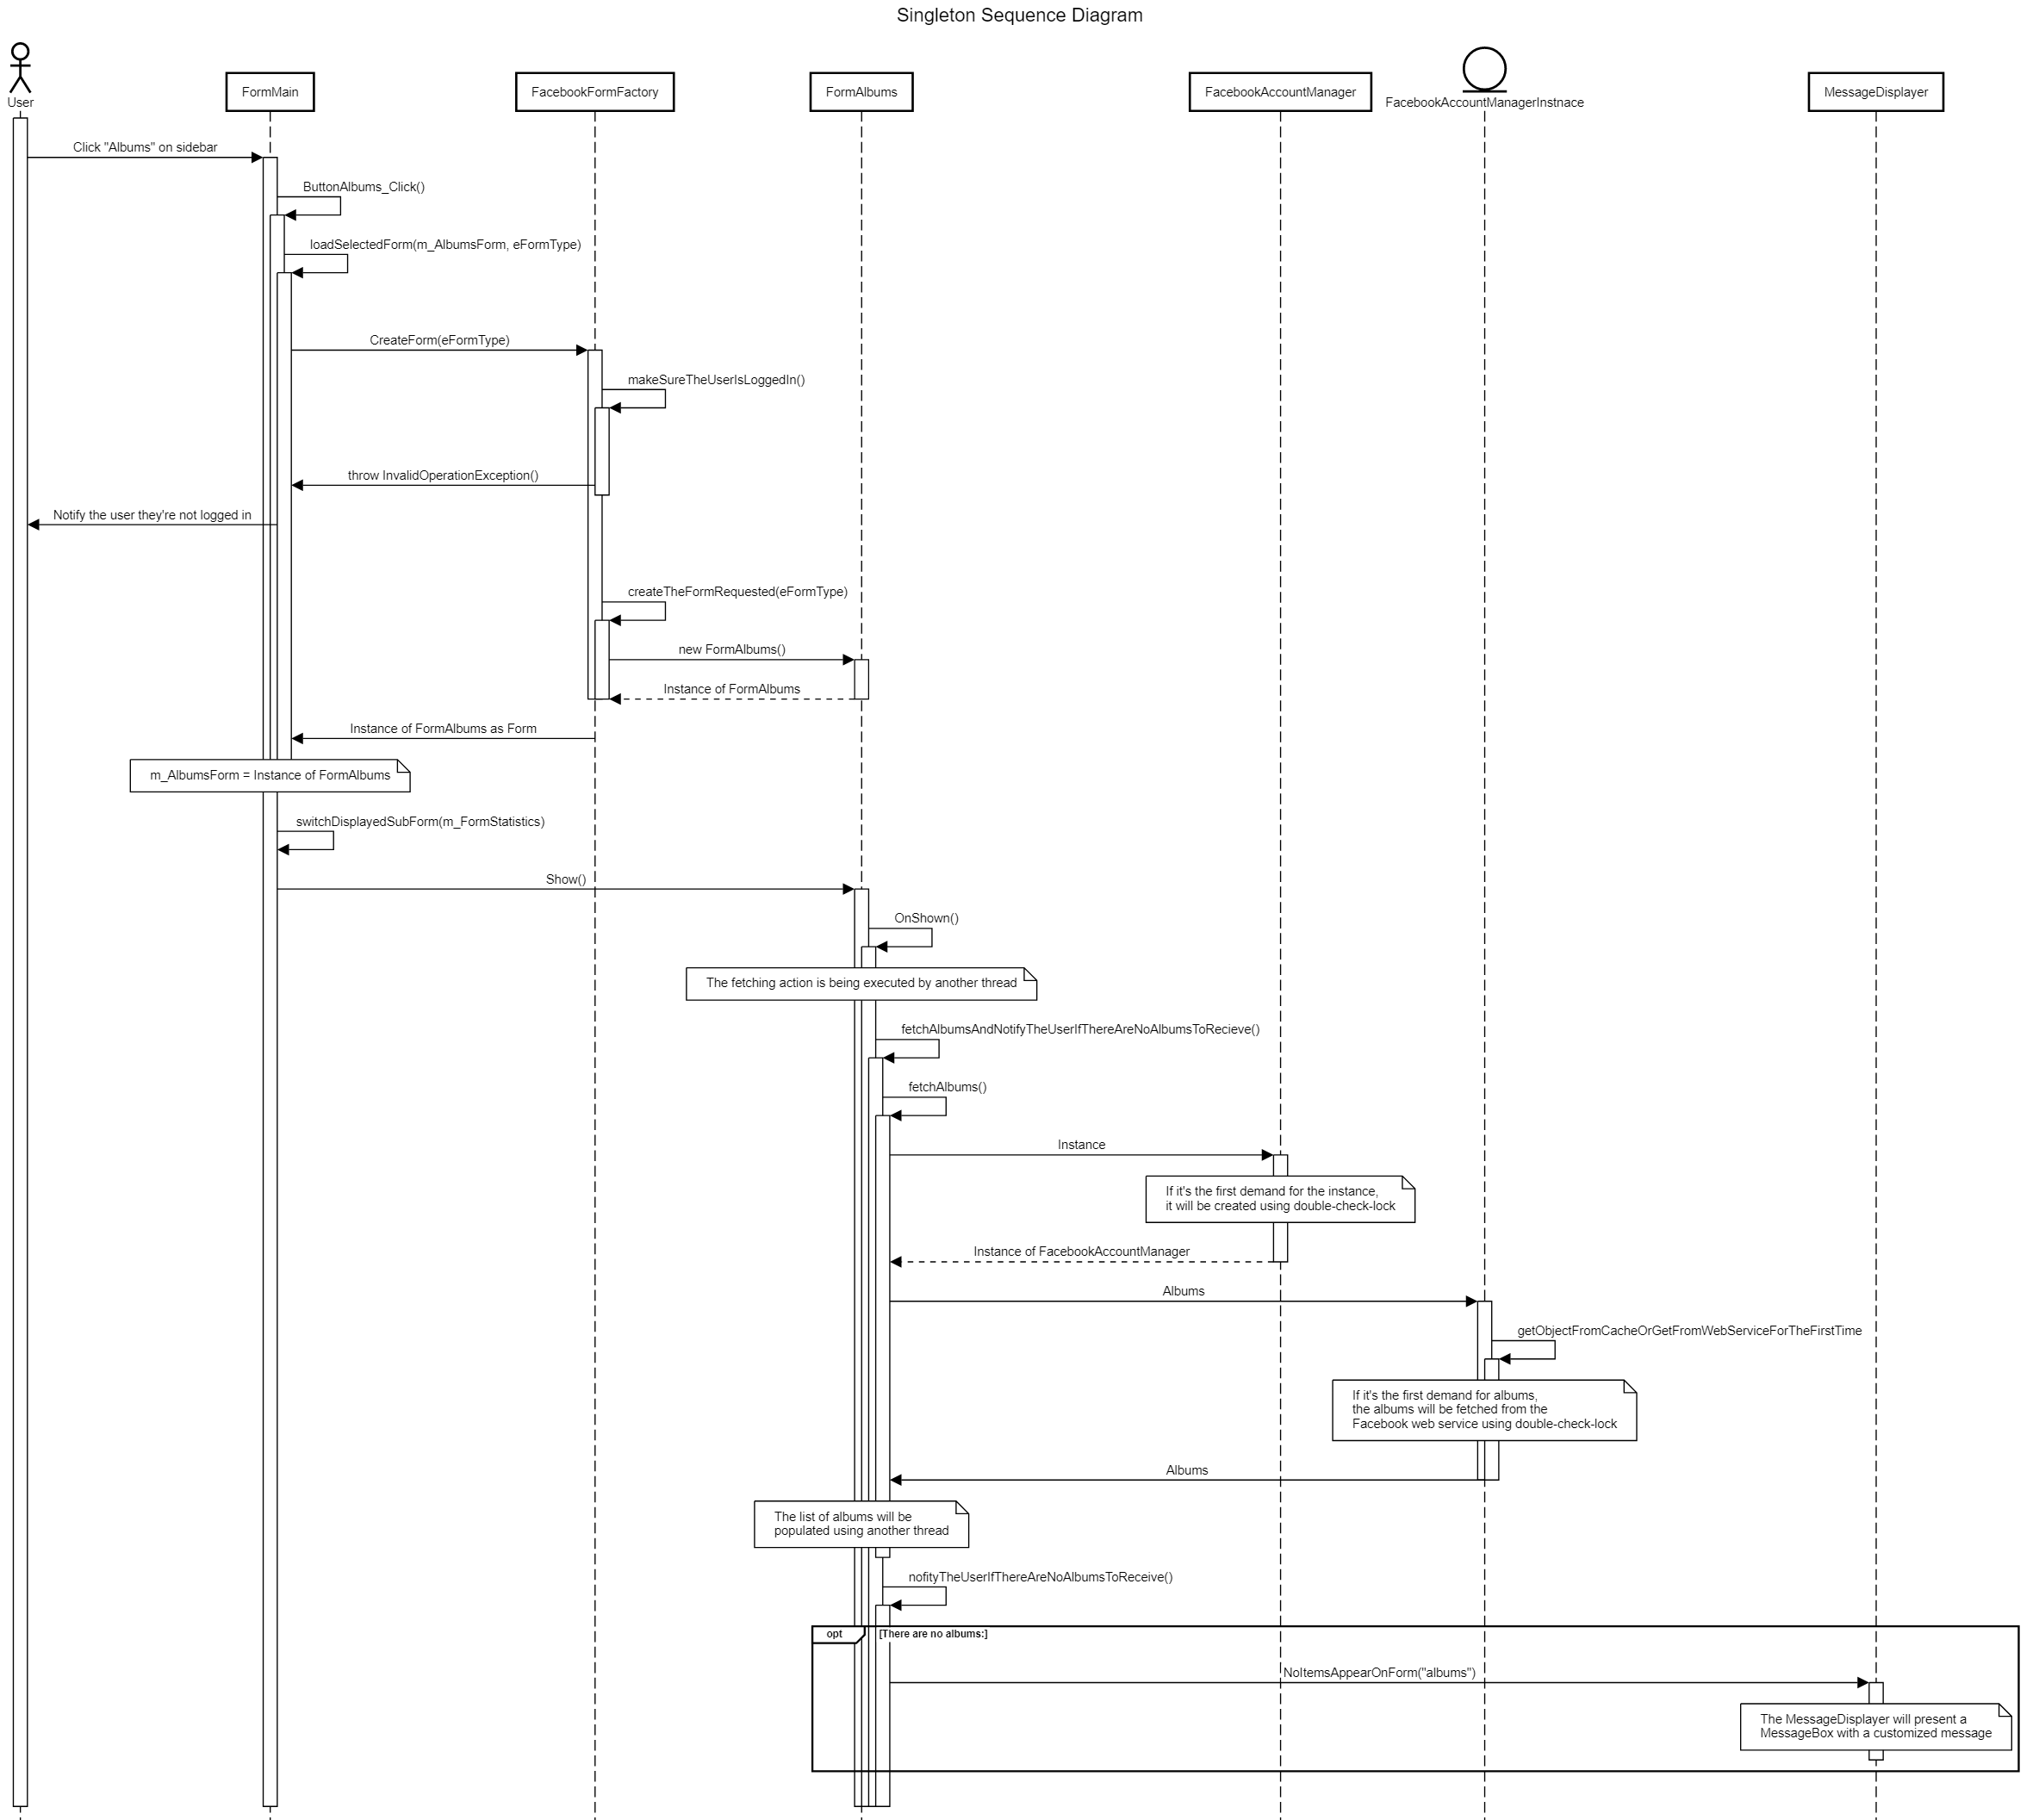 Singleton Sequence Diagram
User
FormMain
FacebookFormFactory
FormAlbums
FacebookAccountManager
FacebookAccountManagerInstnace
MessageDisplayer
Click "Albums" on sidebar
ButtonAlbums_Click()
loadSelectedForm(m_AlbumsForm, eFormType)
CreateForm(eFormType)
makeSureTheUserIsLoggedIn()
throw InvalidOperationException()
Notify the user they're not logged in
createTheFormRequested(eFormType)
new FormAlbums()
Instance of FormAlbums
Instance of FormAlbums as Form
m_AlbumsForm = Instance of FormAlbums
switchDisplayedSubForm(m_FormStatistics)
Show()
OnShown()
The fetching action is being executed by another thread
fetchAlbumsAndNotifyTheUserIfThereAreNoAlbumsToRecieve()
fetchAlbums()
Instance
If it's the first demand for the instance,
it will be created using double-check-lock
Instance of FacebookAccountManager
Albums
getObjectFromCacheOrGetFromWebServiceForTheFirstTime
If it's the first demand for albums,
the albums will be fetched from the
Facebook web service using double-check-lock
Albums
The list of albums will be
populated using another thread
nofityTheUserIfThereAreNoAlbumsToReceive()
opt
[There are no albums:]
NoItemsAppearOnForm("albums")
The MessageDisplayer will present a
MessageBox with a customized message